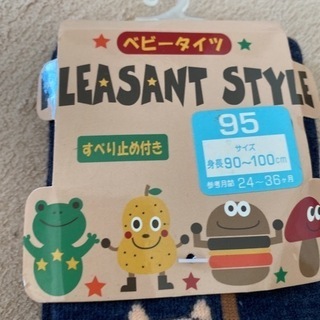 ベビータイツ
PLEASANT STYLE
95
サイズ
身長90〜100cm
参考月齢 24〜36ヶ月
すべり止め付き